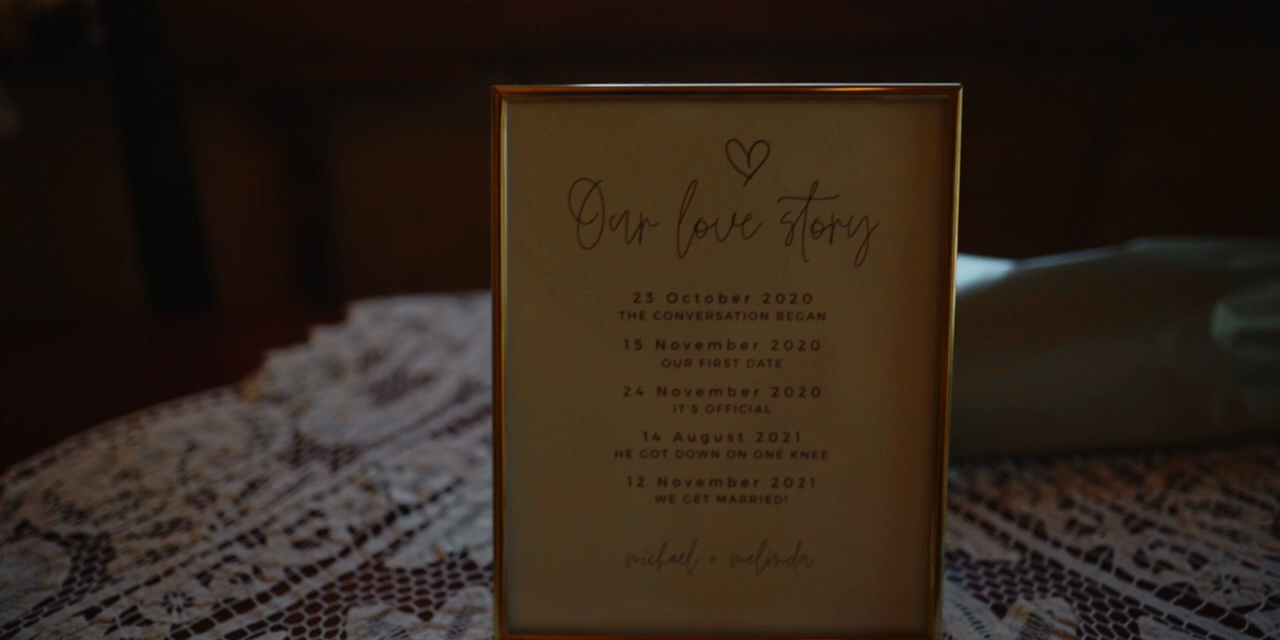 Our love story
23 October 2020
THE CONVERSATION BEGAN
15 November 2020
OUR FIRST DATE
24 November 2020
IT'S OFFICIAL
14 August 2021
HE GOT DOWN ON ONE KNEE
12 November 2021
WE GET MARRIED!
michael + melinda